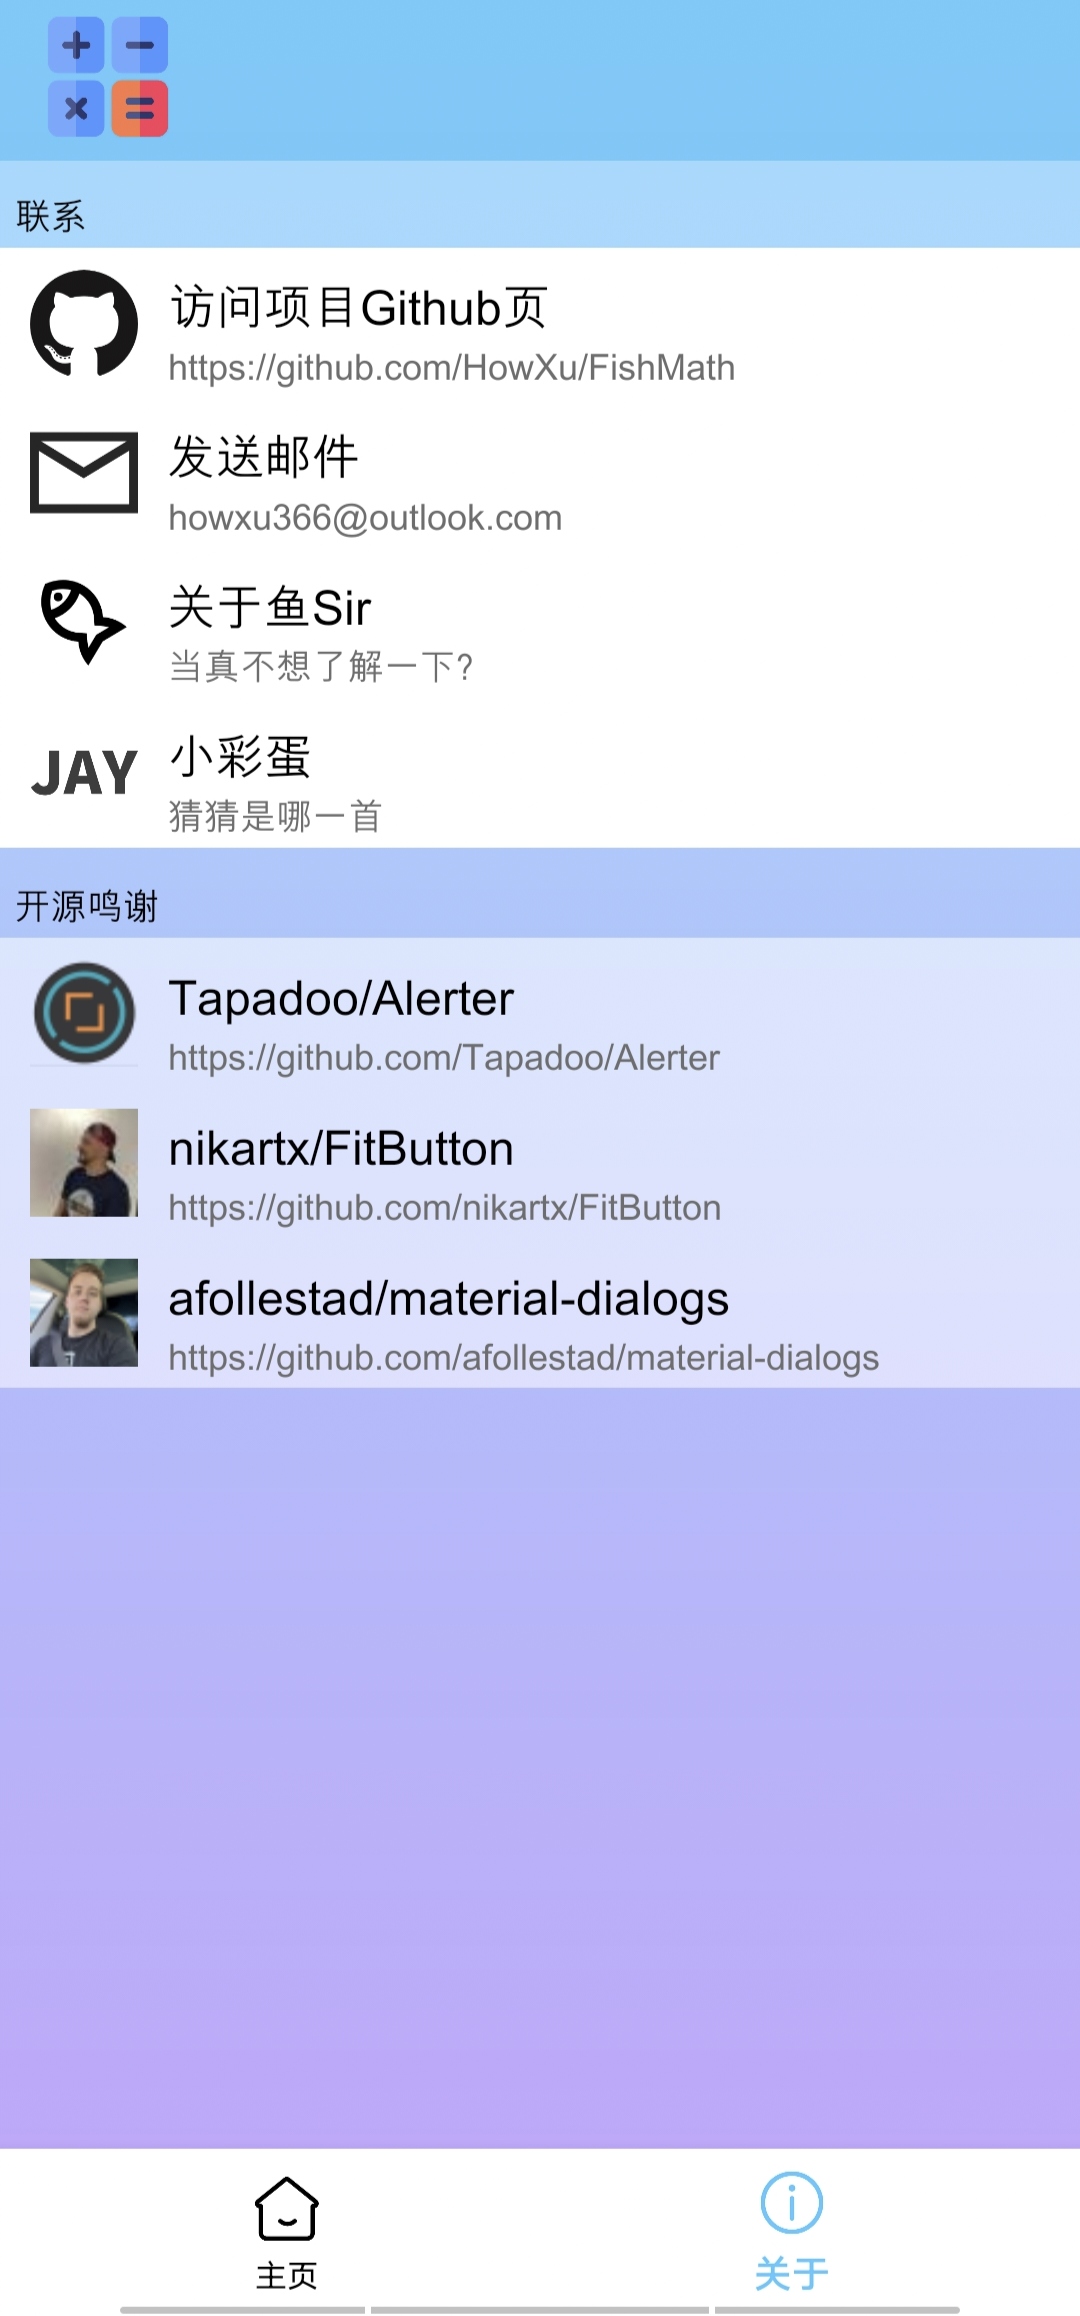 联系
访问项目Github页
https://github.com/HowXu/FishMath
发送邮件
howxu366@outlook.com
关于鱼Sir
当真不想了解一下?
JAY
小彩蛋
猜猜是哪一首
开源鸣谢
Tapadoo/Alerter
https://github.com/Tapadoo/Alerter
nikartx/FitButton
https://github.com/nikartx/FitButton
afollestad/material-dialogs
https://github.com/afollestad/material-dialogs
主页
关于